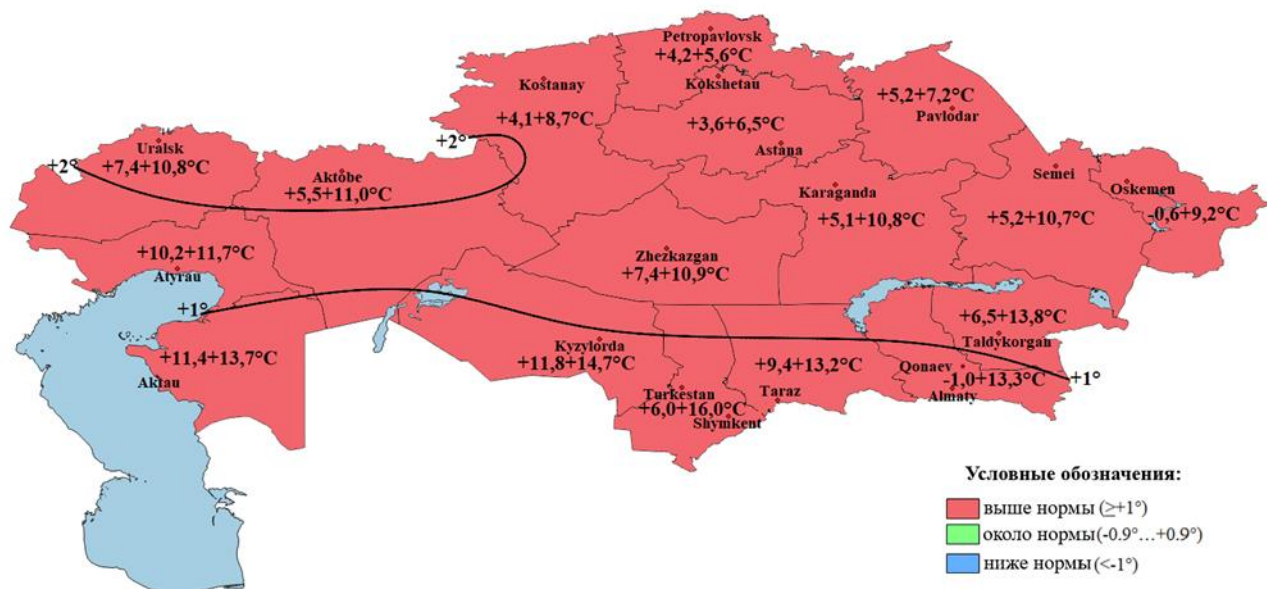 Petropavlovsk
+4,2+5,6°C
Kokshetau
Kostanay
+4,1+8,7°C
+5,2+7,2°C
Pavlodar
+3,6+6,5°C
Astana
+2°
+2°
Uralsk
+7,4+10,8°C
Aktobe
+5,5+11,0°C
Karaganda
+5,1+10,8°C
Semei
+5,2+10,7°C
Oskemen
-0,6+9,2°C
+10,2+11,7°C
Atyrau
Zhezkazgan
+7,4+10,9°C
+1°
+6,5+13,8°C
Taldykorgan
+11,4+13,7°C
Aktau
Kyzylorda
+11,8+14,7°C
+9,4+13,2°C
Taraz
Qonaev
-1,0+13,3°C
Almaty
+1°
Turkestan
+6,0+16,0°C
Shymkent
Условные обозначения:
выше нормы (≥+1°)
около нормы (-0.9°...+0.9°)
ниже нормы (<-1°)